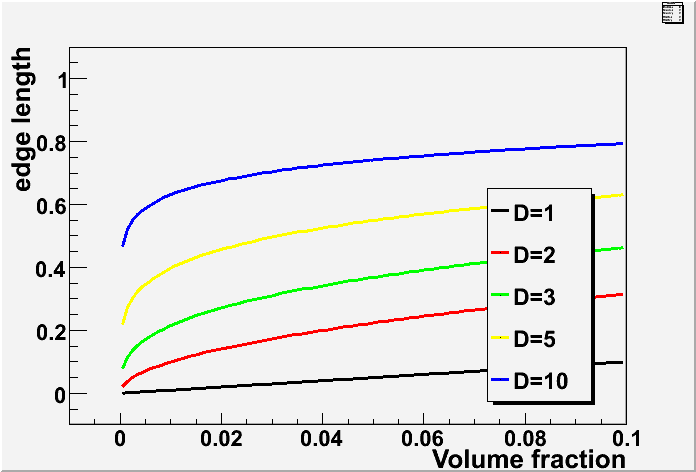 edge length
1
0.8
0.6
0.4
0.2
0
D=1
D=2
D=3
D=5
D=10
0 0.02 0.04 0.06 0.08 0.1
Volume fraction